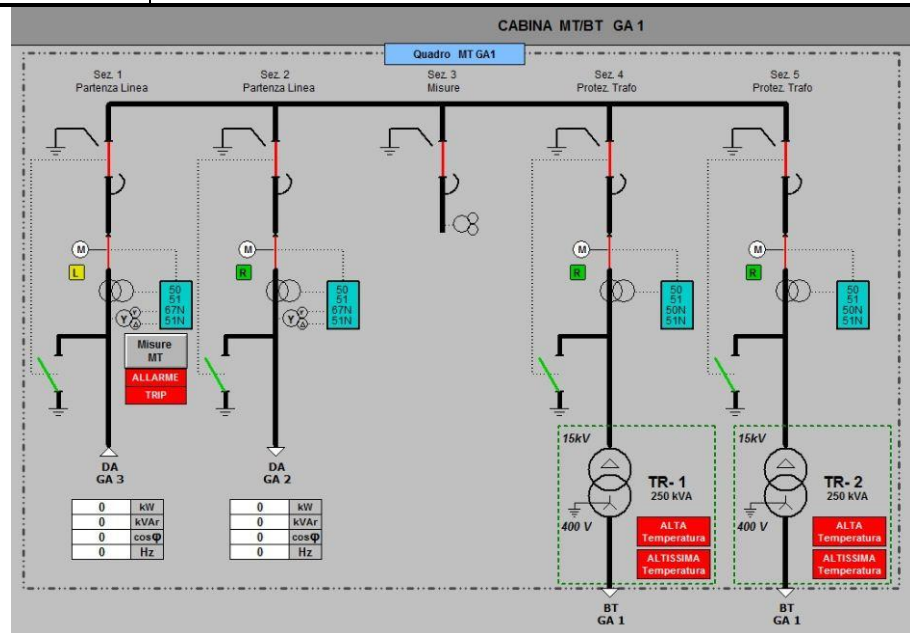 CABINA MT/BT GA 1
Quadro MT GA1
Sez. 1
Partenza Linea
Sez. 2
Partenza Linea
Sez. 3
Misure
Sez. 4
Protez. Trafo
Sez. 5
Protez. Trafo
M
L
50
51
67N
51N
Y
Misure
MT
ALLARME
TRIP
M
R
50
51
67N
51N
Y
M
R
50
51
50N
51N
M
R
50
51
50N
51N
DA
GA 3
0 kW
0 kVAr
0 cosφ
0 Hz
DA
GA 2
0 kW
0 kVAr
0 cosφ
0 Hz
15kV
TR- 1
250 kVA
400 V
ALTA
Temperatura
ALTISSIMA
Temperatura
BT
GA 1
15kV
TR- 2
250 kVA
400 V
ALTA
Temperatura
ALTISSIMA
Temperatura
BT
GA 1